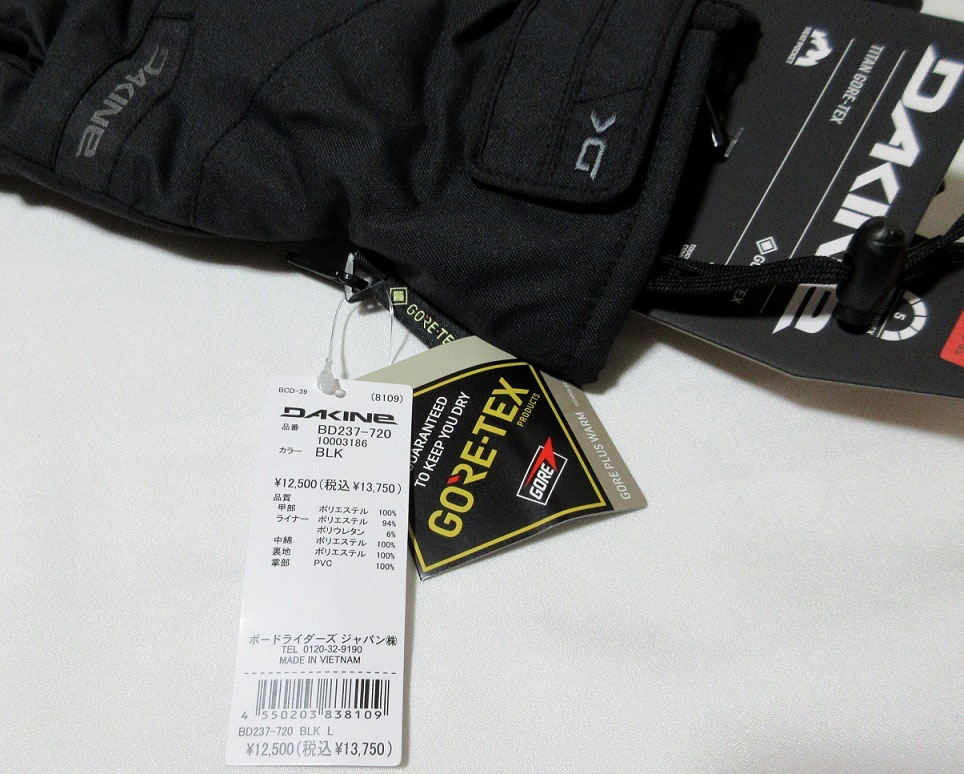 DAKINE
DK
HEAT POCKET
TITAN GORE-TEX
DAKINE
GORE-TE
GUARANTEED
TO KEEP YOU DRY
GORE-TEX
PRODUCTS
GORE
GORE PLUS WARM
BCD-39 (8109)
DAKINE
品番 BD237-720
10003186
カラー BLK
¥12,500(税込¥13,750)
品質
甲部 ポリエステル 100%
ライナー ポリエステル 94%
ポリウレタン 6%
中綿 ポリエステル 100%
裏地 ポリエステル 100%
掌部 PVC 100%
ボードライダーズ ジャパン㈱
TEL 0120-32-9190
MADE IN VIETNAM
4 550203 838109
BD237-720 BLK L
¥12,500(税込¥13,750)